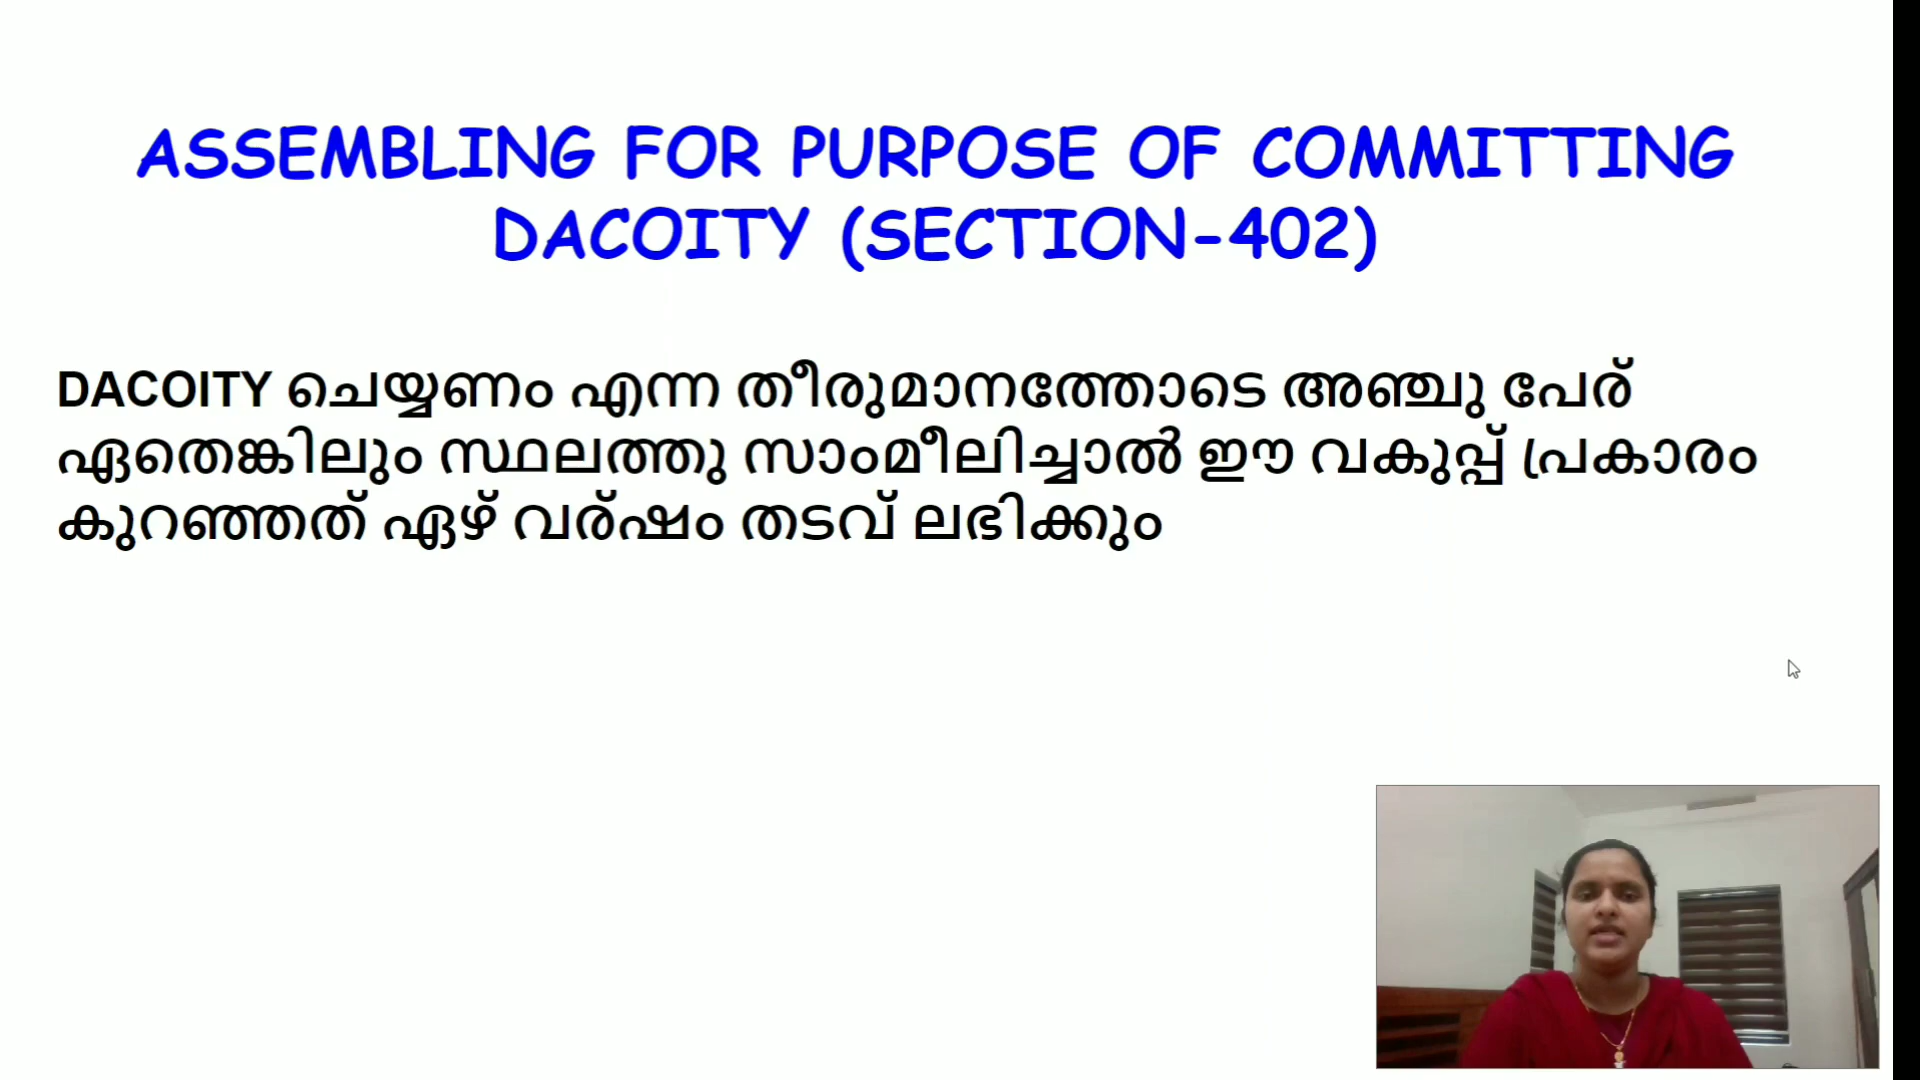 ASSEMBLING FOR PURPOSE OF COMMITTING
DACOITY (SECTION-402)
DACOITY ചെയ്യണം എന്ന തീരുമാനത്തോടെ അഞ്ചു പേര്
ഏതെങ്കിലും സ്ഥലത്തു സാംമീലിച്ചാൽ ഈ വകുപ്പ് പ്രകാരം
കുറഞ്ഞത് ഏഴ് വര്ഷം തടവ് ലഭിക്കും